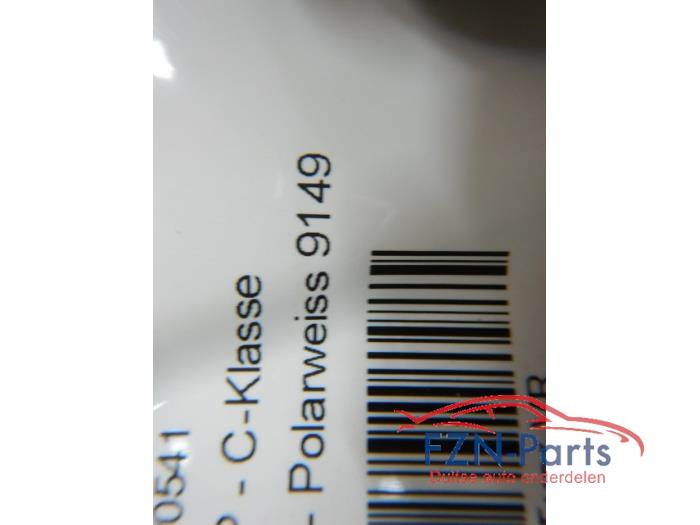 0541
- C-Klasse
- Polarweiss 9149
FZN-Parts
Duitse auto onderdelen